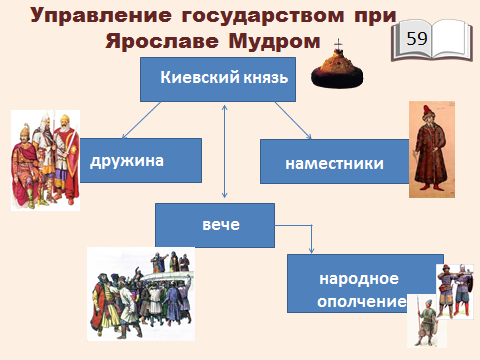 Управление государством при
Ярославе Мудром
59
Киевский князь
дружина
наместники
вече
народное
ополчение